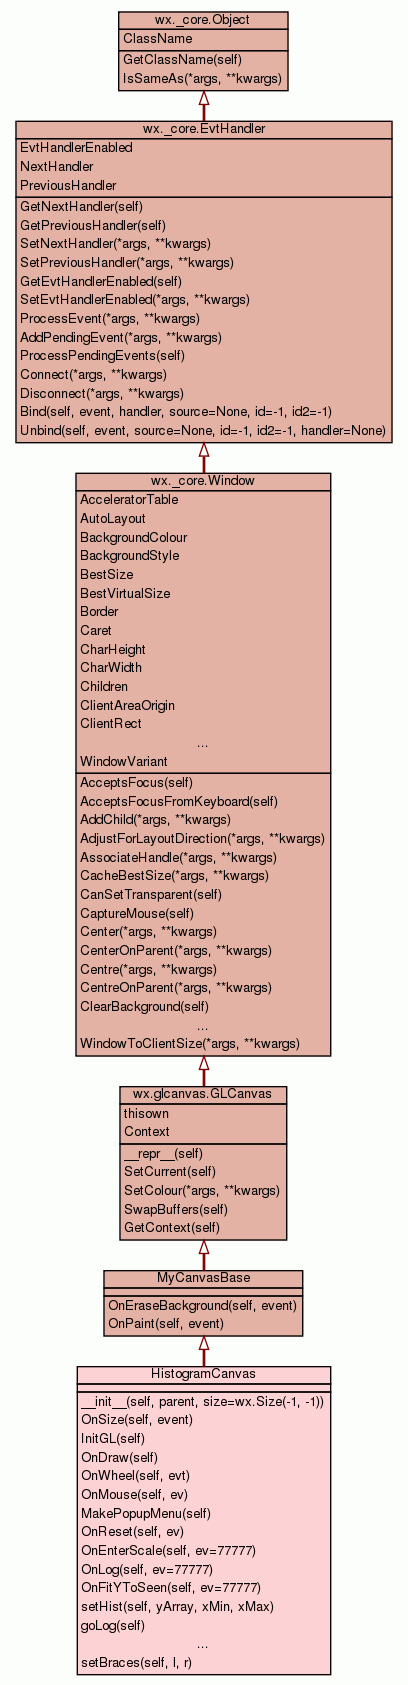 wx._core.Object
ClassName
GetClassName(self)
IsSameAs(*args, **kwargs)
wx._core.EvtHandler
EvtHandlerEnabled
NextHandler
PreviousHandler
GetNextHandler(self)
GetPreviousHandler(self)
SetNextHandler(*args, **kwargs)
SetPreviousHandler(*args, **kwargs)
GetEvtHandlerEnabled(self)
SetEvtHandlerEnabled(*args, **kwargs)
ProcessEvent(*args, **kwargs)
AddPendingEvent(*args, **kwargs)
ProcessPendingEvents(self)
Connect(*args, **kwargs)
Disconnect(*args, **kwargs)
Bind(self, event, handler, source=None, id=-1, id2=-1)
Unbind(self, event, source=None, id=-1, id2=-1, handler=None)
wx._core.Window
AcceleratorTable
AutoLayout
BackgroundColour
BackgroundStyle
BestSize
BestVirtualSize
Border
Caret
CharHeight
CharWidth
Children
ClientAreaOrigin
ClientRect
...
WindowVariant
AcceptsFocus(self)
AcceptsFocusFromKeyboard(self)
AddChild(*args, **kwargs)
AdjustForLayoutDirection(*args, **kwargs)
AssociateHandle(*args, **kwargs)
CacheBestSize(*args, **kwargs)
CanSetTransparent(self)
CaptureMouse(self)
Center(*args, **kwargs)
CenterOnParent(*args, **kwargs)
Centre(*args, **kwargs)
CentreOnParent(*args, **kwargs)
ClearBackground(self)
...
WindowToClientSize(*args, **kwargs)
wx.glcanvas.GLCanvas
thisown
Context
__repr__(self)
SetCurrent(self)
SetColour(*args, **kwargs)
SwapBuffers(self)
GetContext(self)
MyCanvasBase
OnEraseBackground(self, event)
OnPaint(self, event)
HistogramCanvas
__init__(self, parent, size=wx.Size(-1, -1))
OnSize(self, event)
InitGL(self)
OnDraw(self)
OnWheel(self, evt)
OnMouse(self, ev)
MakePopupMenu(self)
OnReset(self, ev)
OnEnterScale(self, ev=77777)
OnLog(self, ev=77777)
OnFitYToSeen(self, ev=77777)
setHist(self, yArray, xMin, xMax)
goLog(self)
...
setBraces(self, l, r)